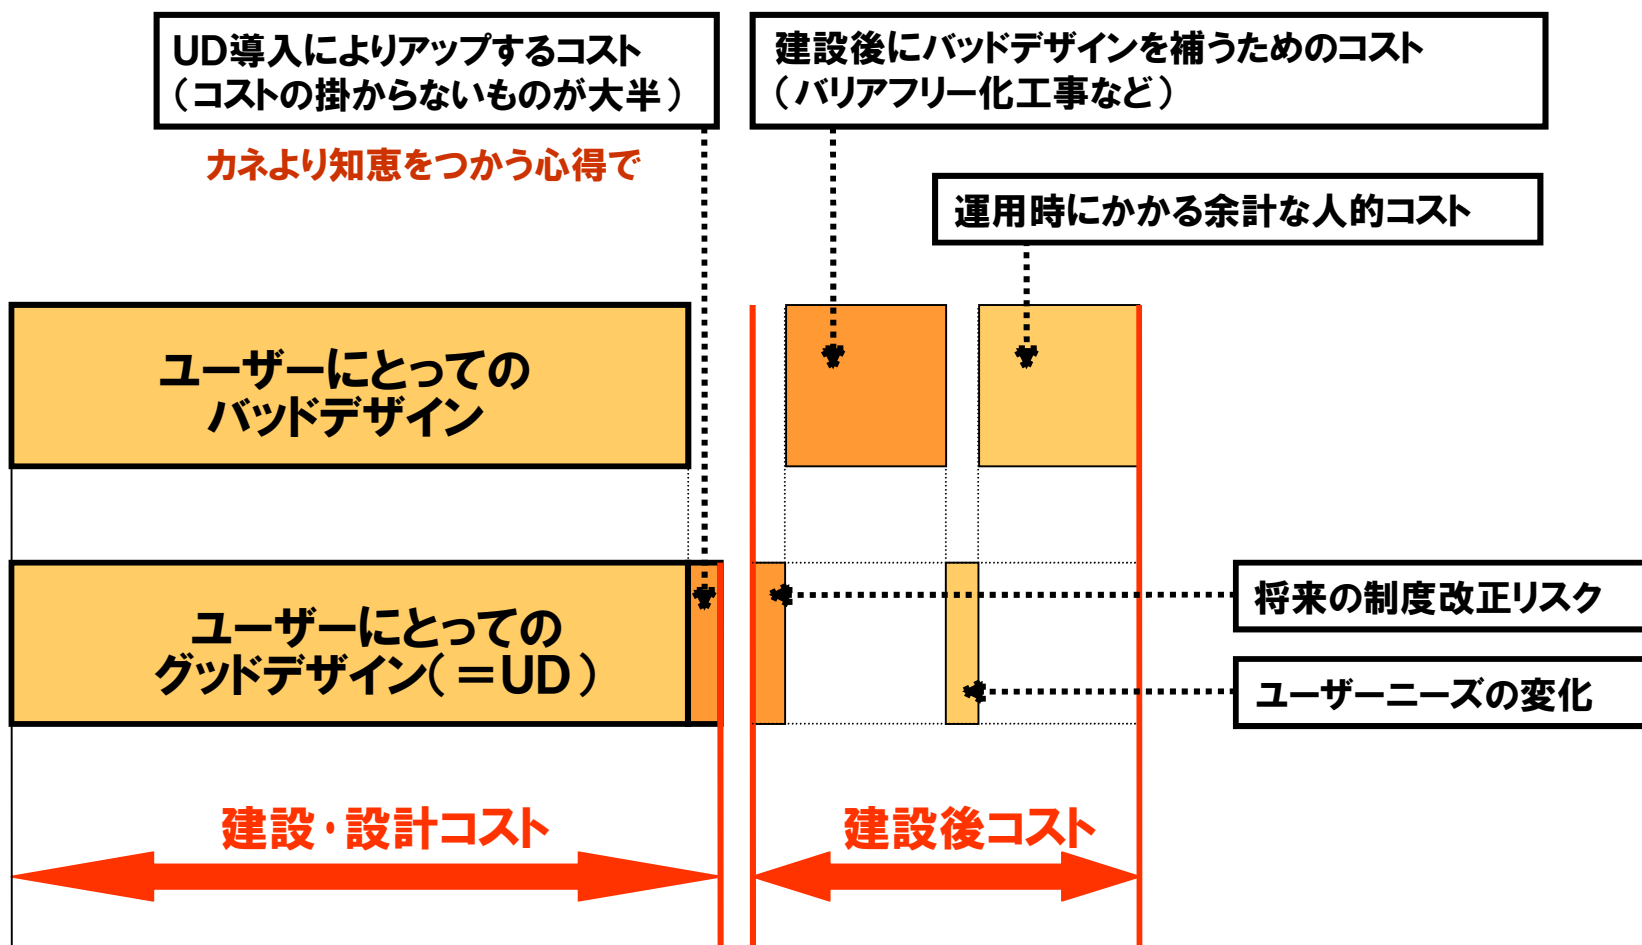 UD導入によりアップするコスト
（コストの掛からないものが大半）
カネより知恵をつかう心得で
建設後にバッドデザインを補うためのコスト
（バリアフリー化工事など）
運用時にかかる余計な人的コスト
ユーザーにとっての
バッドデザイン
ユーザーにとっての
グッドデザイン（＝UD）
将来の制度改正リスク
ユーザーニーズの変化
建設・設計コスト
建設後コスト